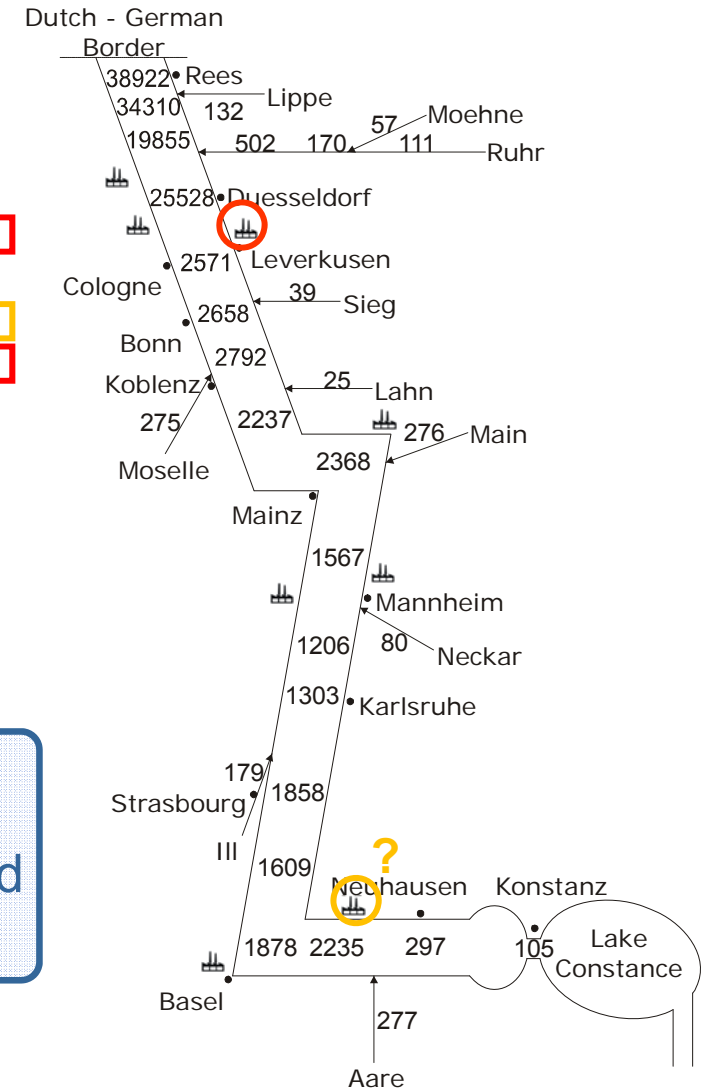 Dutch - German
Border
38922
Rees
Lippe
34310
132
57
Moehne
19855
502
170
111
Ruhr
25528
Duesseldorf
2571
Leverkusen
Cologne
39
Sieg
2658
Bonn
2792
Koblenz
25
Lahn
275
2237
276
Main
Moselle
2368
Mainz
1567
Mannheim
1206
80
Neckar
1303
Karlsruhe
179
1858
Strasbourg
Ill
1609
?
d
Neuhausen
Konstanz
1878
2235
297
105
Lake
Constance
Basel
277
Aare